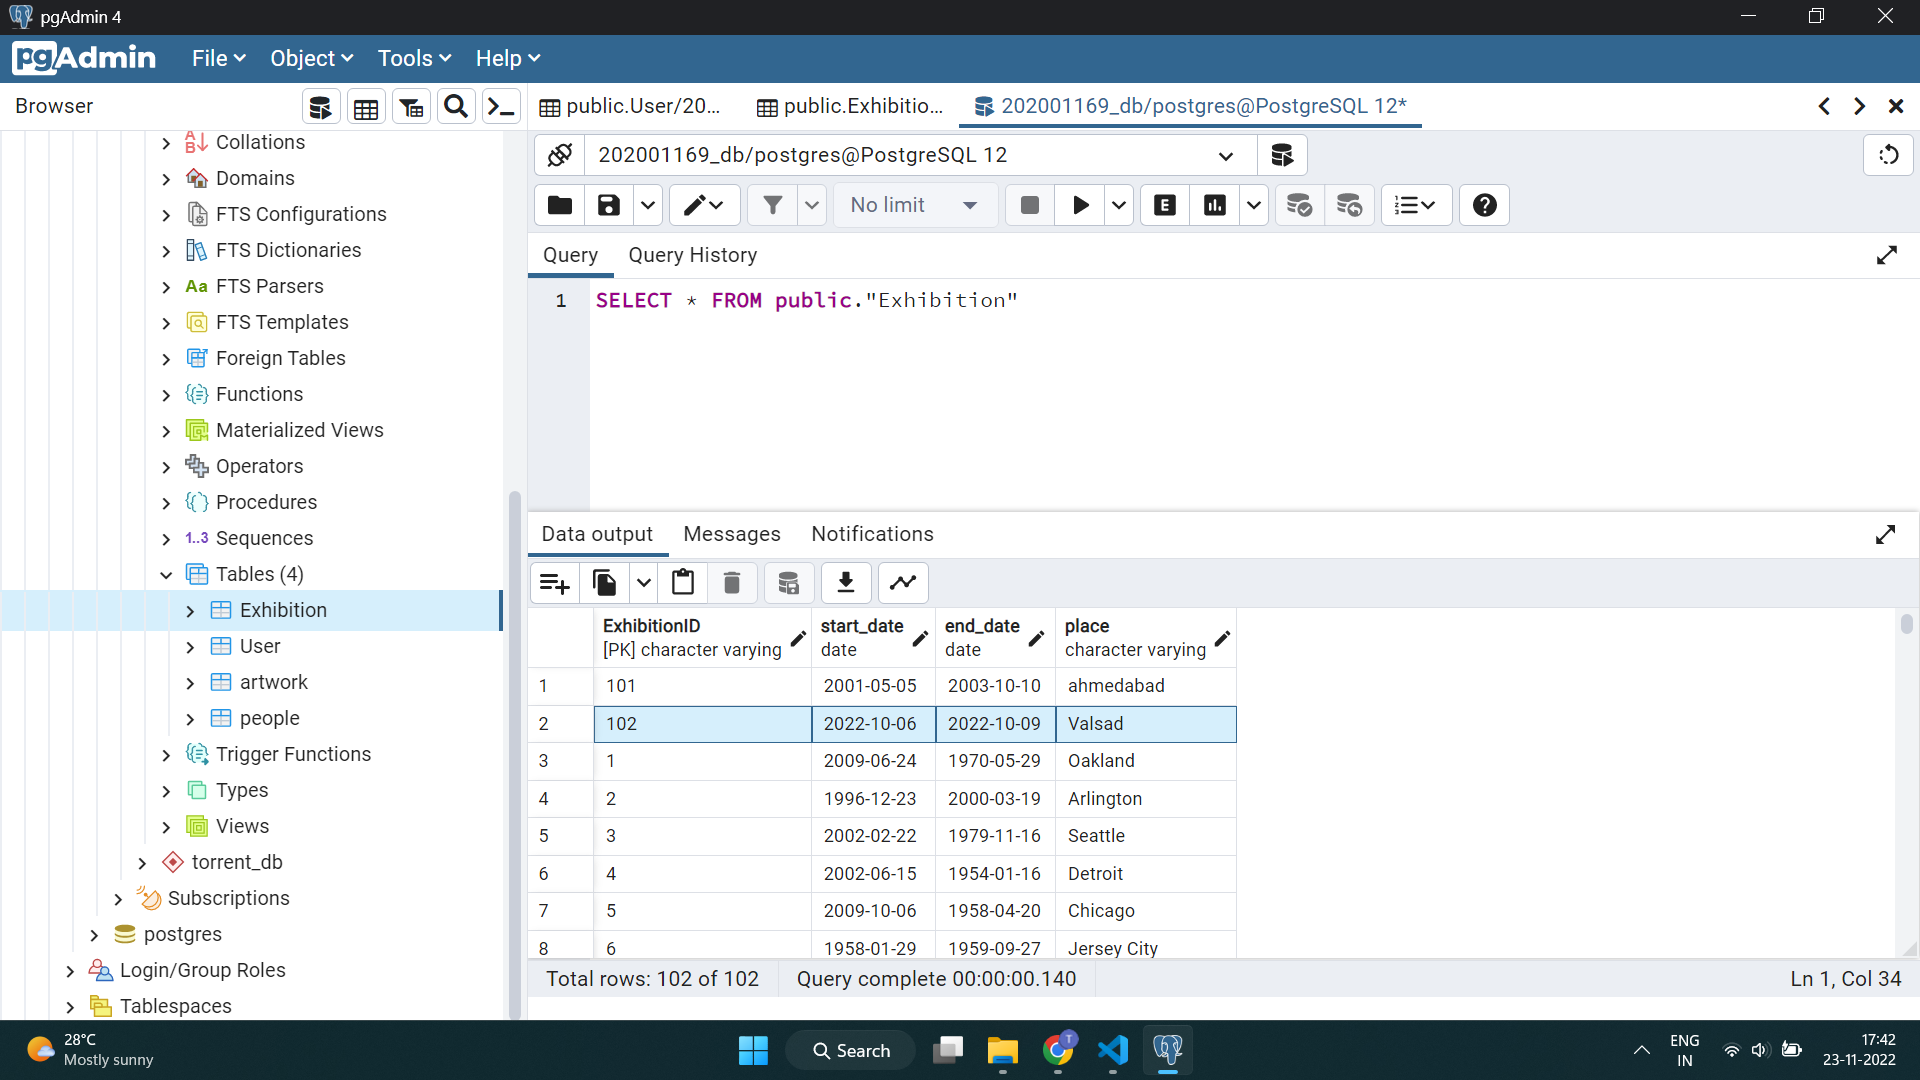 pgAdmin 4
pgAdmin File Object Tools Help
Browser
public.User/20... public.Exhibitio... 202001169_db/postgres@PostgreSQL 12*
Collations
Domains
FTS Configurations
FTS Dictionaries
Aa FTS Parsers
FTS Templates
Foreign Tables
Functions
Materialized Views
Operators
Procedures
1..3 Sequences
Tables (4)
Exhibition
User
artwork
people
Trigger Functions
Types
Views
torrent_db
Subscriptions
postgres
Login/Group Roles
Tablespaces
202001169_db/postgres@PostgreSQL 12
No limit
E
Query Query History
1 SELECT * FROM public."Exhibition"
Data output Messages Notifications
ExhibitionID start_date end_date place
[PK] character varying date date character varying
1 101 2001-05-05 2003-10-10 ahmedabad
2 102 2022-10-06 2022-10-09 Valsad
3 1 2009-06-24 1970-05-29 Oakland
4 2 1996-12-23 2000-03-19 Arlington
5 3 2002-02-22 1979-11-16 Seattle
6 4 2002-06-15 1954-01-16 Detroit
7 5 2009-10-06 1958-04-20 Chicago
8 6 1958-01-29 1959-09-27 Jersey City
Total rows: 102 of 102 Query complete 00:00:00.140 Ln 1, Col 34
28°C
Mostly sunny
Search
T
ENG
IN
17:42
23-11-2022